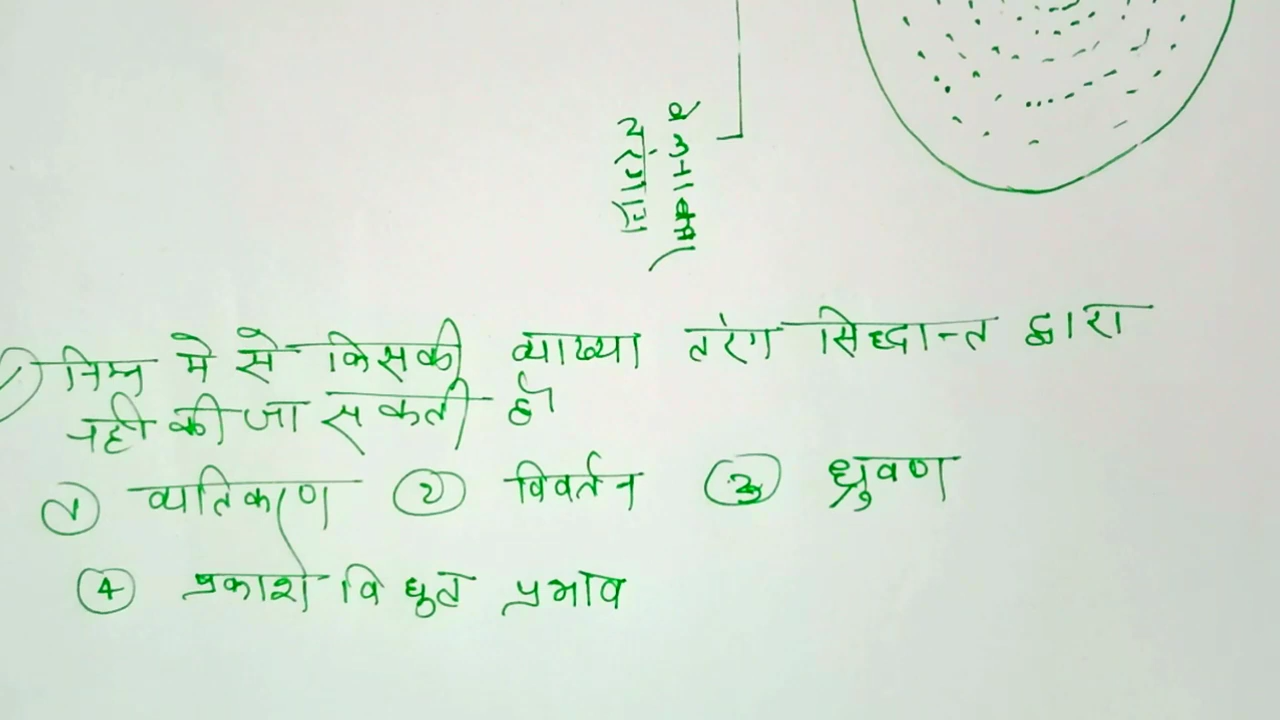 निम्न मे से किसकी व्याख्या तरंग सिध्दान्त द्वारा
नही की जा सकती है।
① व्यतिकरण ② विवर्तन ③ ध्रुवण
④ प्रकाश विधुत प्रभाव